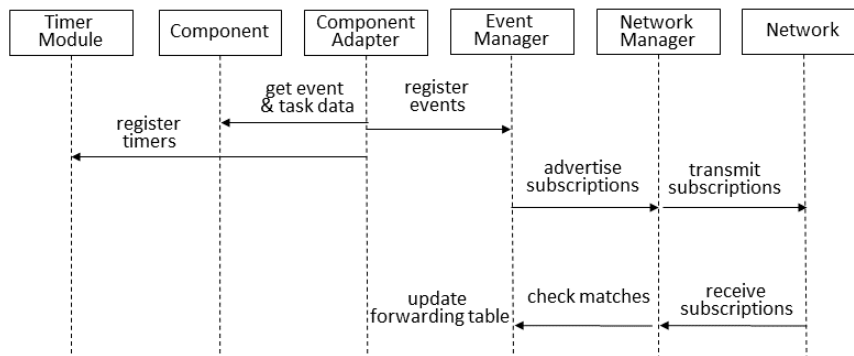 Timer
Module
Component
Component
Adapter
Event
Manager
Network
Manager
Network
get event
& task data
register
events
register
timers
advertise
subscriptions
transmit
subscriptions
update
forwarding table
check matches
receive
subscriptions